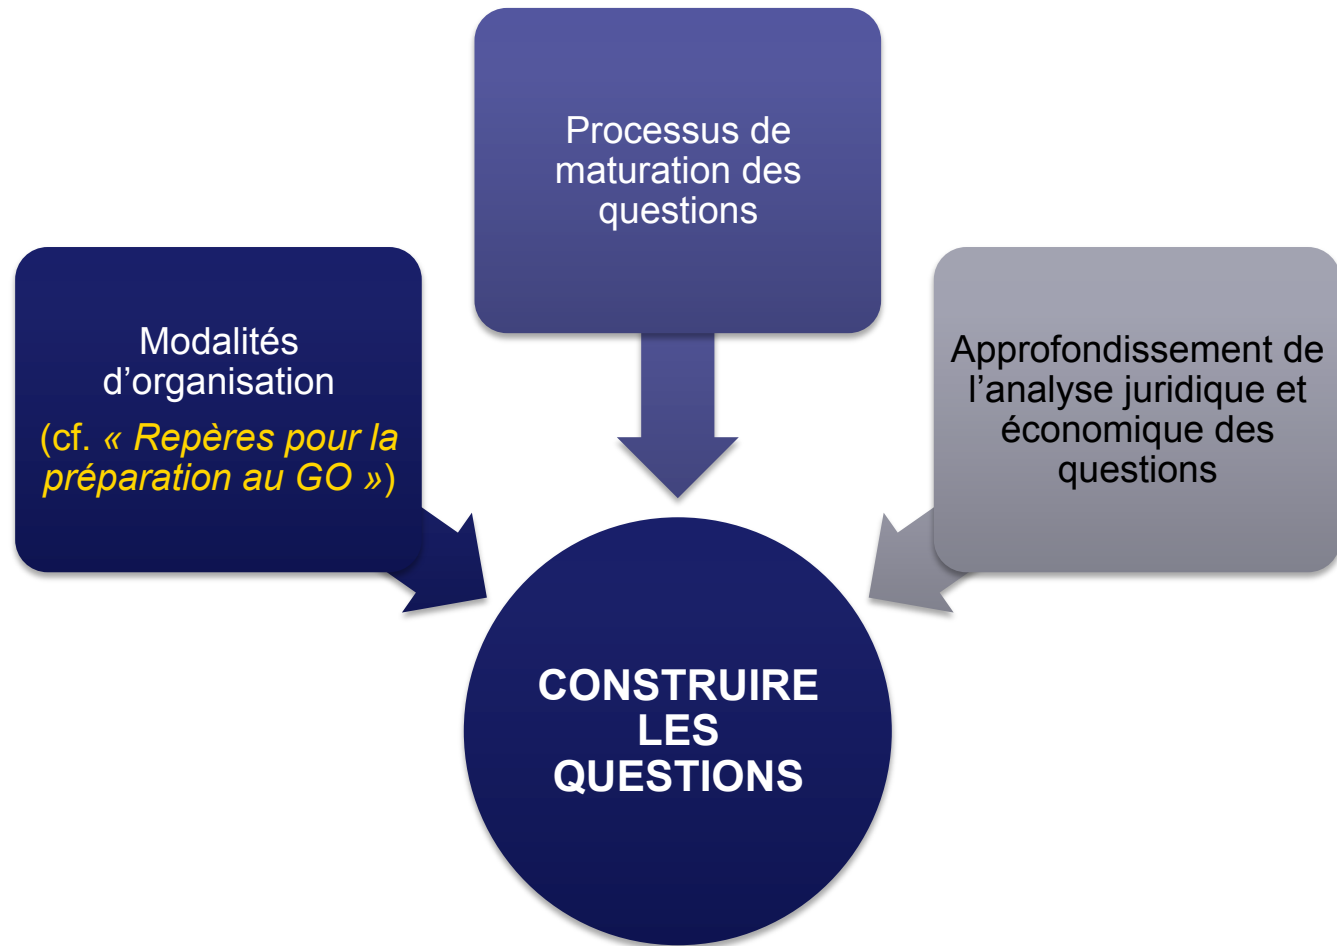 Processus de
maturation des
questions
Modalités
d’organisation
(cf. « Repères pour la
préparation au GO »)
Approfondissement de
l’analyse juridique et
économique des
questions
CONSTRUIRE
LES
QUESTIONS